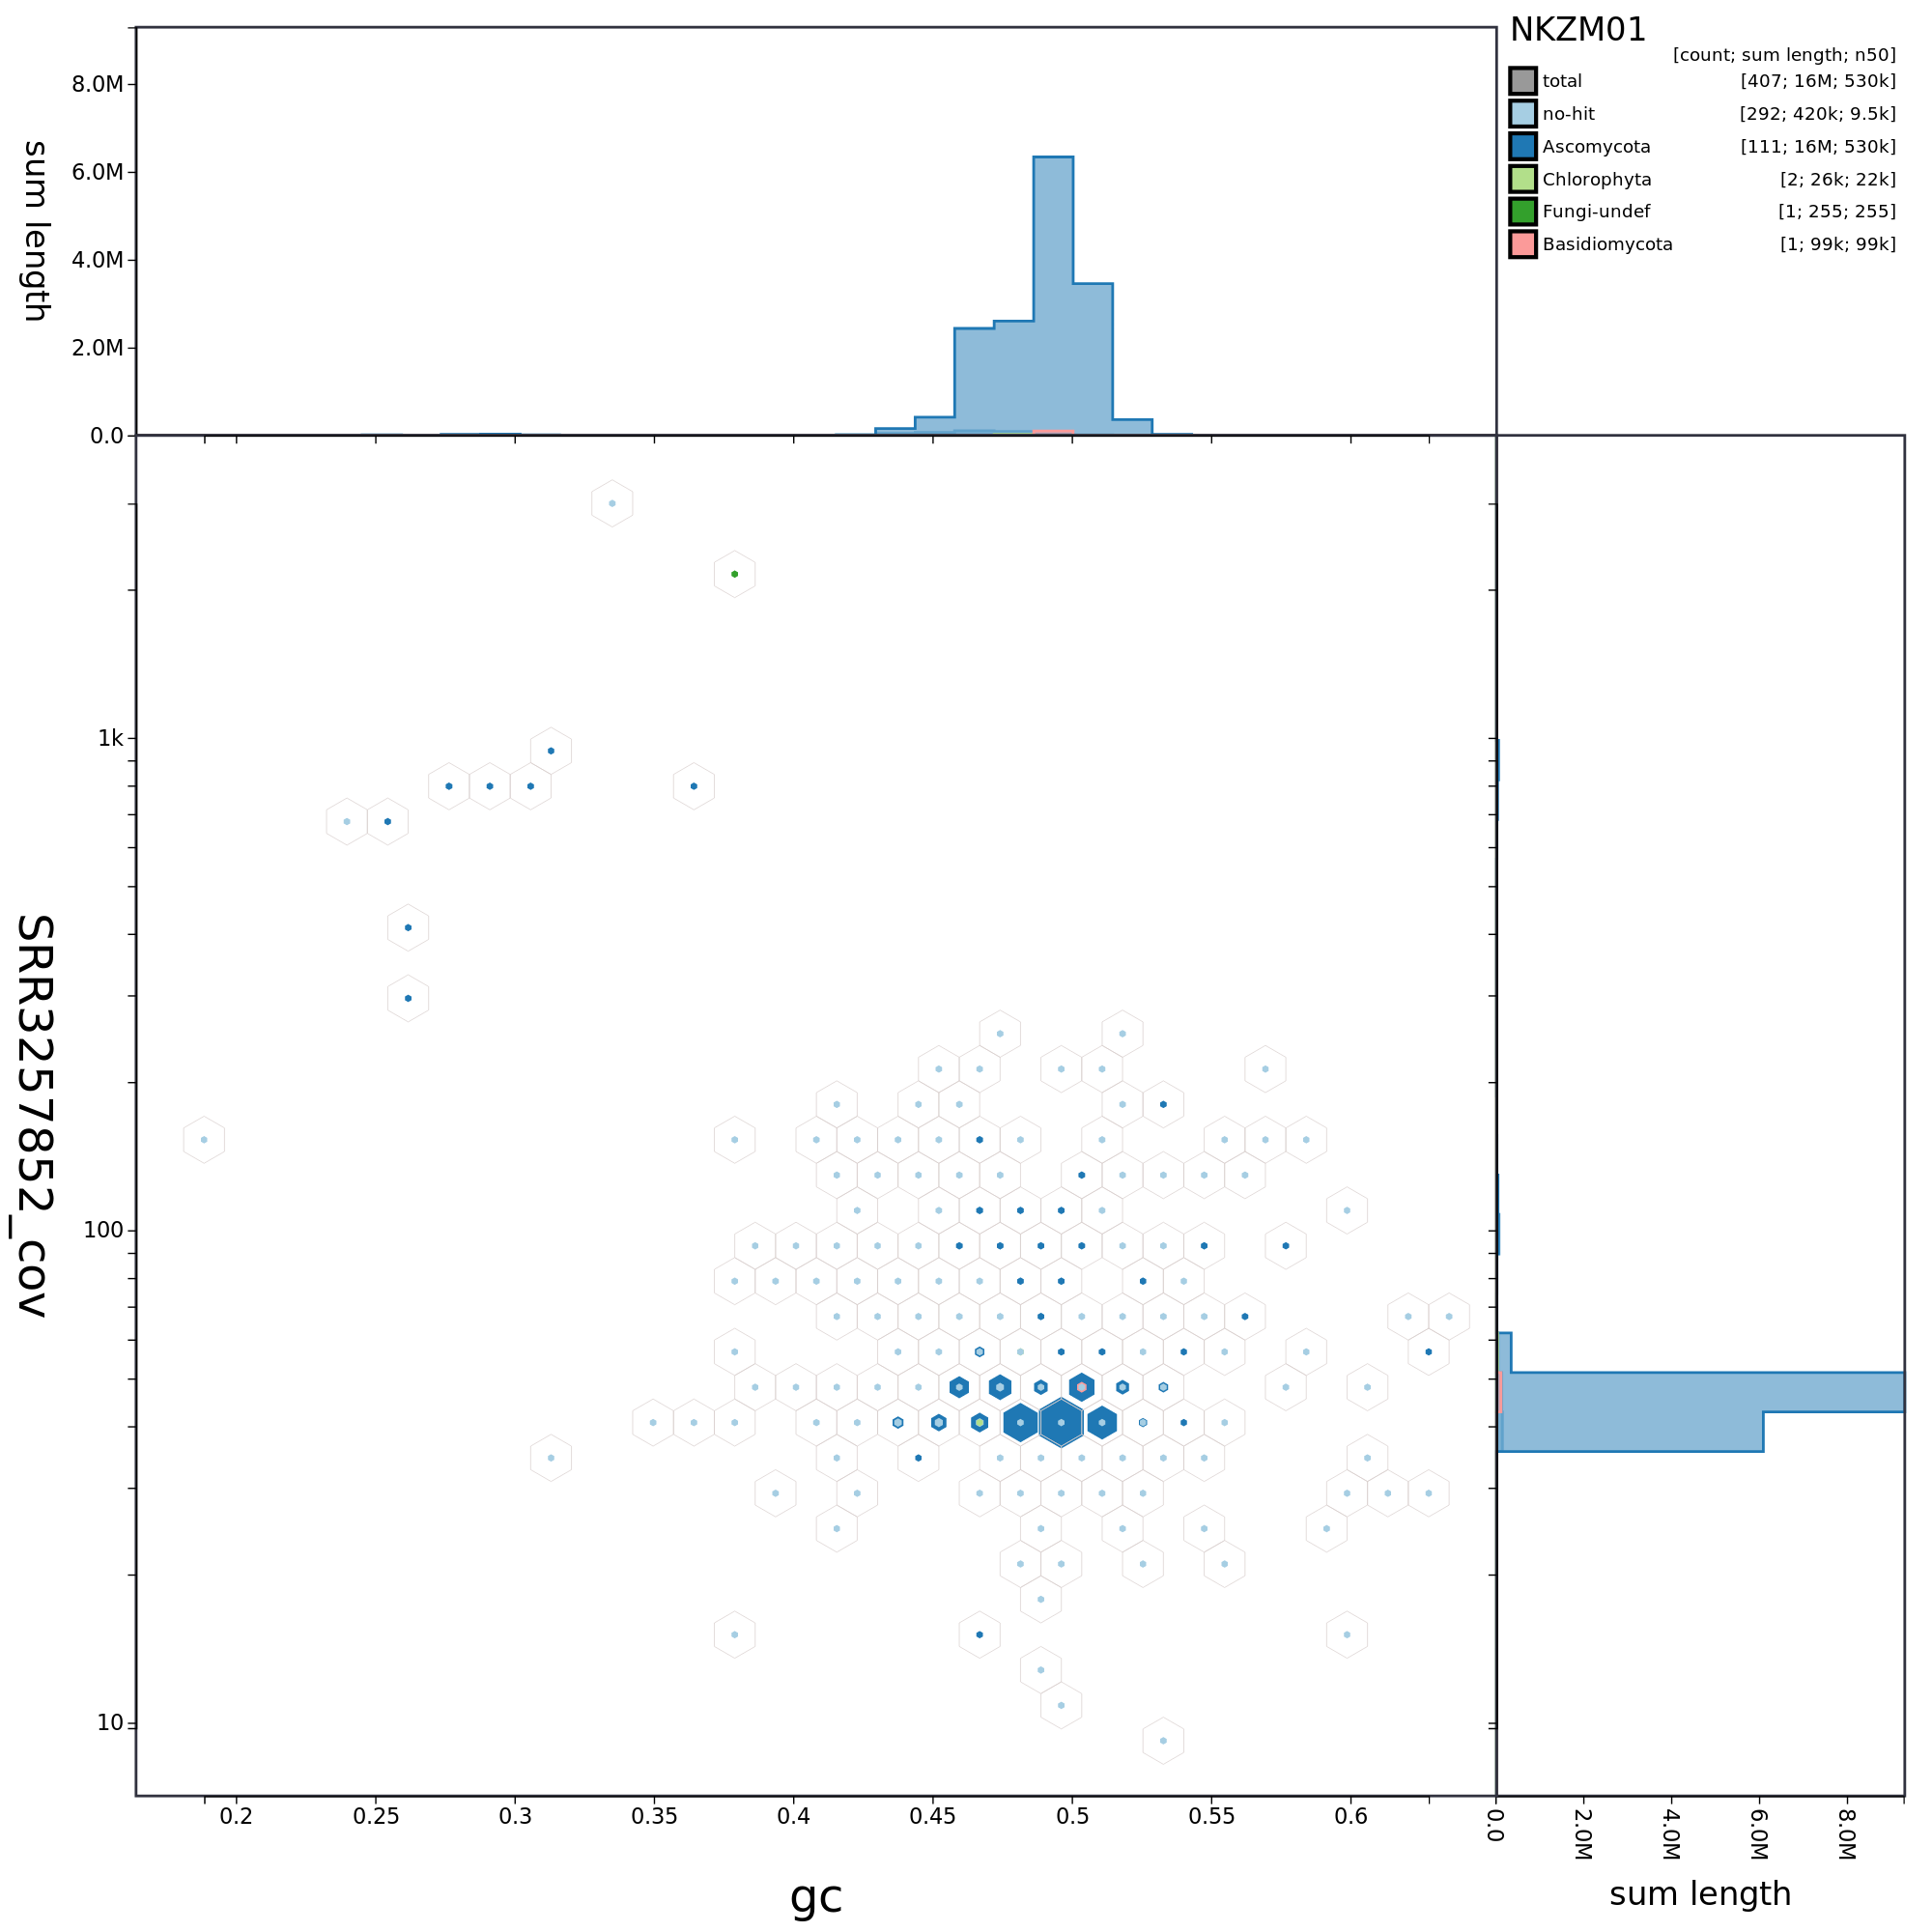 NKZM01
[count; sum length; n50]
total [407; 16M; 530k]
no-hit [292; 420k; 9.5k]
Ascomycota [111; 16M; 530k]
Chlorophyta [2; 26k; 22k]
Fungi-undef [1; 255; 255]
Basidiomycota [1; 99k; 99k]
sum length
8.0M
6.0M
4.0M
2.0M
0.0
SRR3257852_cov
1k
100
10
0.2 0.25 0.3 0.35 0.4 0.45 0.5 0.55 0.6
gc
0.0 2.0M 4.0M 6.0M 8.0M
sum length